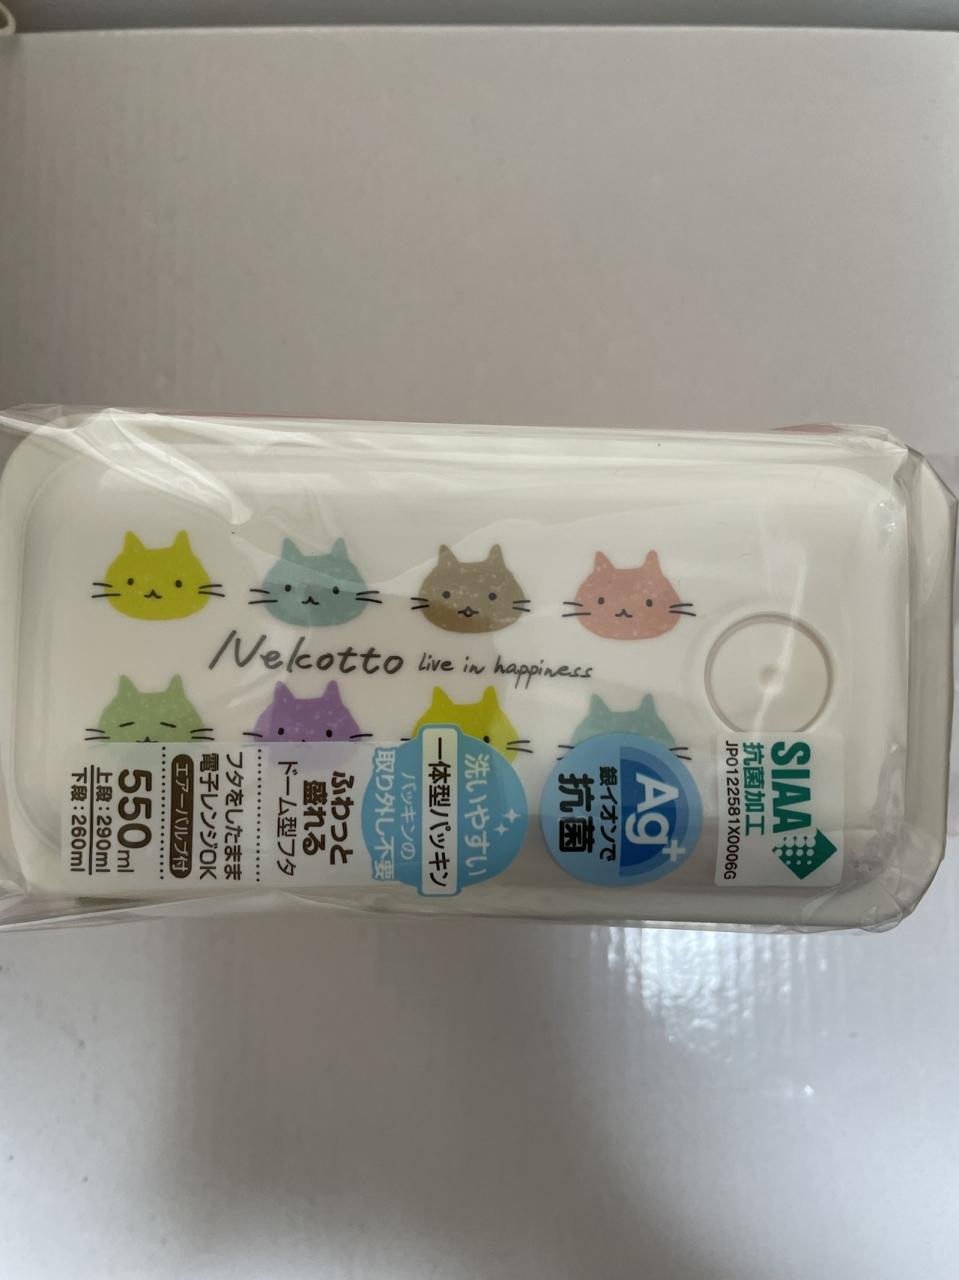 Nekotto live in happiness
SIAA
抗菌加工
JP0122581X0006G
Ag+
銀イオンで
抗菌
洗いやすい
一体型パッキン
パッキンの
取り外し不要
ふわっと
盛れる
ドーム型フタ
フタをしたまま
電子レンジOK
エアーバルブ付
550ml
上段:290ml
下段:260ml